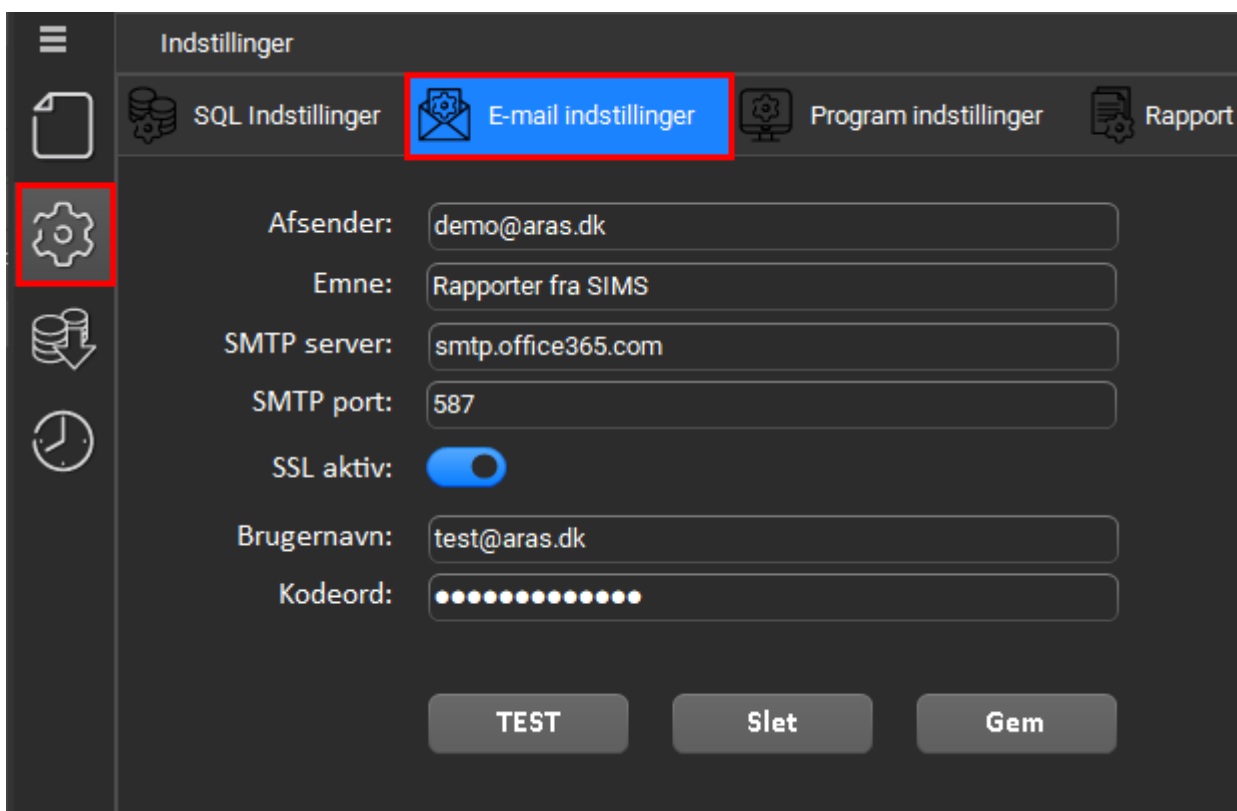 Indstillinger
SQL Indstillinger E-mail indstillinger Program indstillinger Rapport
Afsender: demo@aras.dk
Emne: Rapporter fra SIMS
SMTP server: smtp.office365.com
SMTP port: 587
SSL aktiv:
Brugernavn: test@aras.dk
Kodeord: ●●●●●●●●●●●●●
TEST Slet Gem